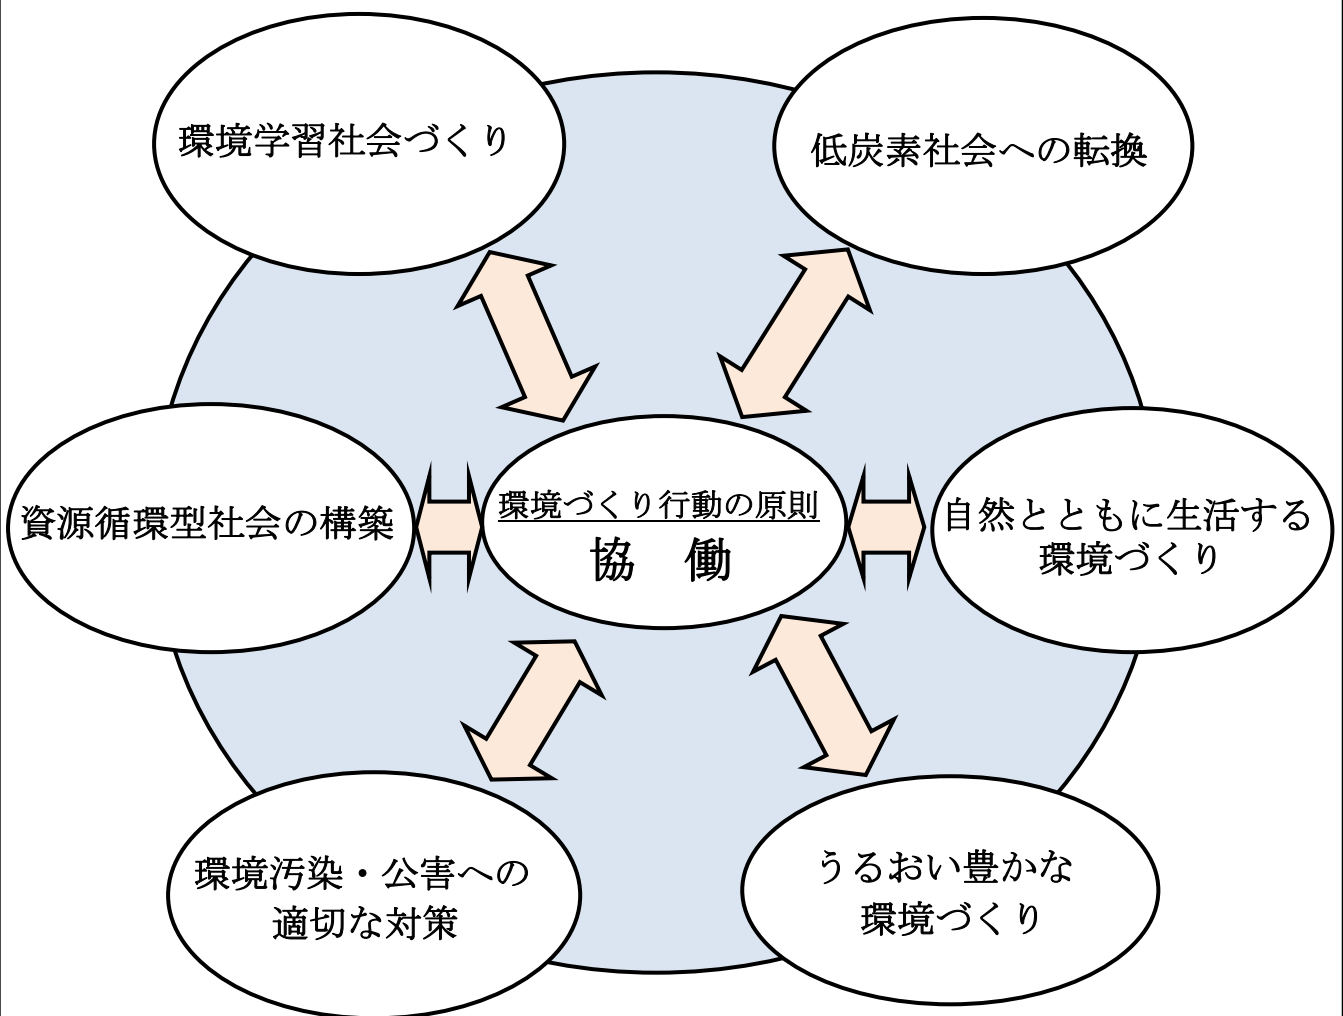 環境学習社会づくり
低炭素社会への転換
資源循環型社会の構築
環境づくり行動の原則
協　働
自然とともに生活する
環境づくり
環境汚染・公害への
適切な対策
うるおい豊かな
環境づくり